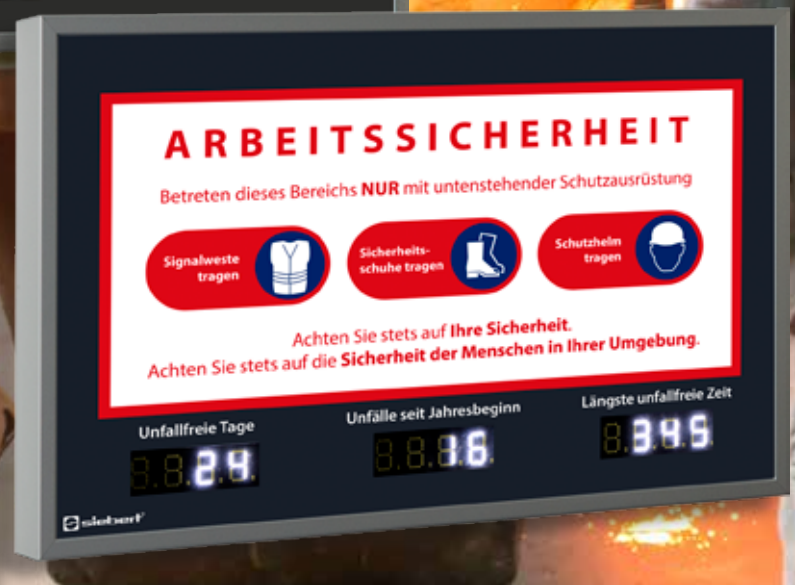 ARBEITSSICHERHEIT
Betreten dieses Bereichs NUR mit untenstehender Schutzausrüstung
Signalweste
tragen
Sicherheits-
schuhe tragen
Schutzhelm
tragen
Achten Sie stets auf Ihre Sicherheit.
Achten Sie stets auf die Sicherheit der Menschen in Ihrer Umgebung.
Unfallfreie Tage
24
Unfälle seit Jahresbeginn
16
Längste unfallfreie Zeit
345
siebert